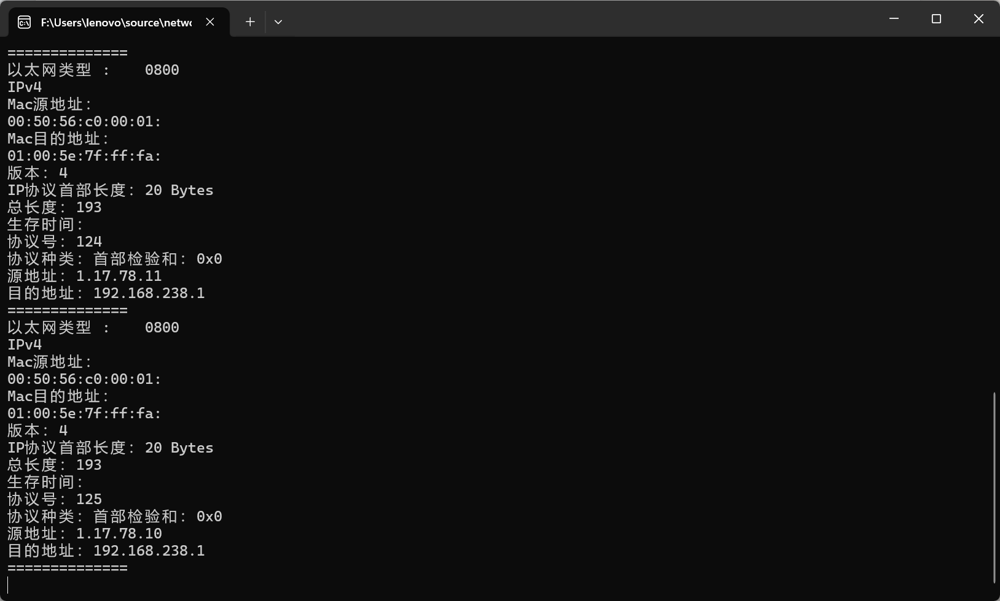 F:\Users\lenovo\source\netwo
==============
以太网类型 :    0800
IPv4
Mac源地址:
00:50:56:c0:00:01:
Mac目的地址:
01:00:5e:7f:ff:fa:
版本: 4
IP协议首部长度: 20 Bytes
总长度: 193
生存时间:
协议号: 124
协议种类: 首部检验和: 0x0
源地址: 1.17.78.11
目的地址: 192.168.238.1
==============
以太网类型 :    0800
IPv4
Mac源地址:
00:50:56:c0:00:01:
Mac目的地址:
01:00:5e:7f:ff:fa:
版本: 4
IP协议首部长度: 20 Bytes
总长度: 193
生存时间:
协议号: 125
协议种类: 首部检验和: 0x0
源地址: 1.17.78.10
目的地址: 192.168.238.1
==============